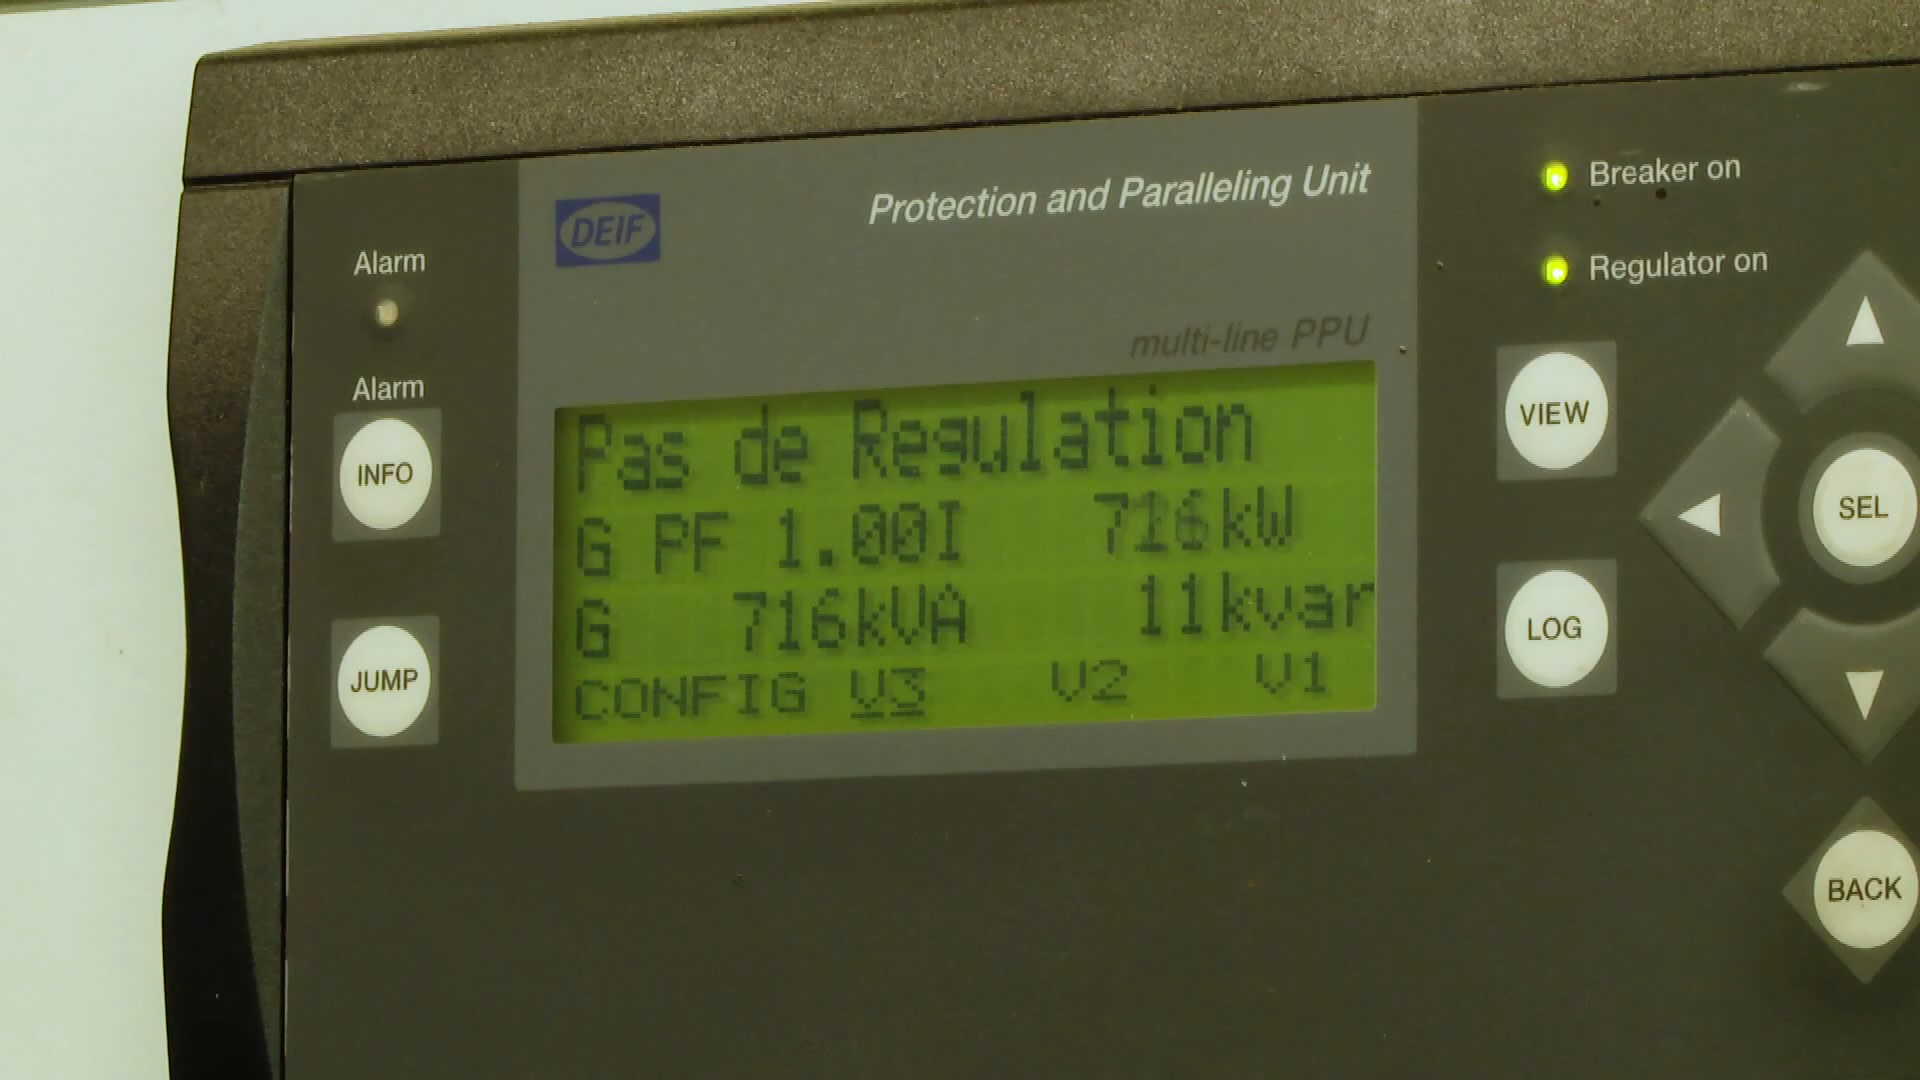 Protection and Paralleling Unit
DEIF
multi-line PPU
Alarm
Alarm
INFO
JUMP
Pas de Regulation
G PF 1.00I 716kW
G 716kVA 11kvar
CONFIG V3 V2 V1
Breaker on
Regulator on
VIEW
LOG
SEL
BACK